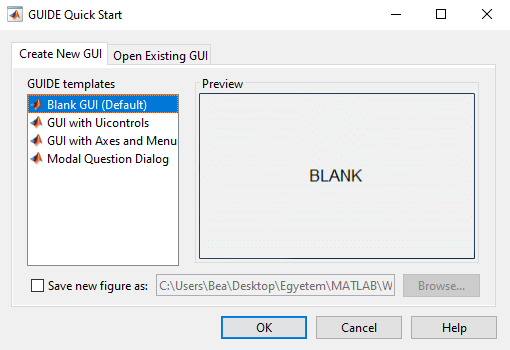 GUIDE Quick Start
Create New GUI
Open Existing GUI
GUIDE templates
Blank GUI (Default)
GUI with Uicontrols
GUI with Axes and Menu
Modal Question Dialog
Preview
BLANK
Save new figure as:
C:\Users\Bea\Desktop\Egyetem\MATLAB\W
Browse...
OK
Cancel
Help